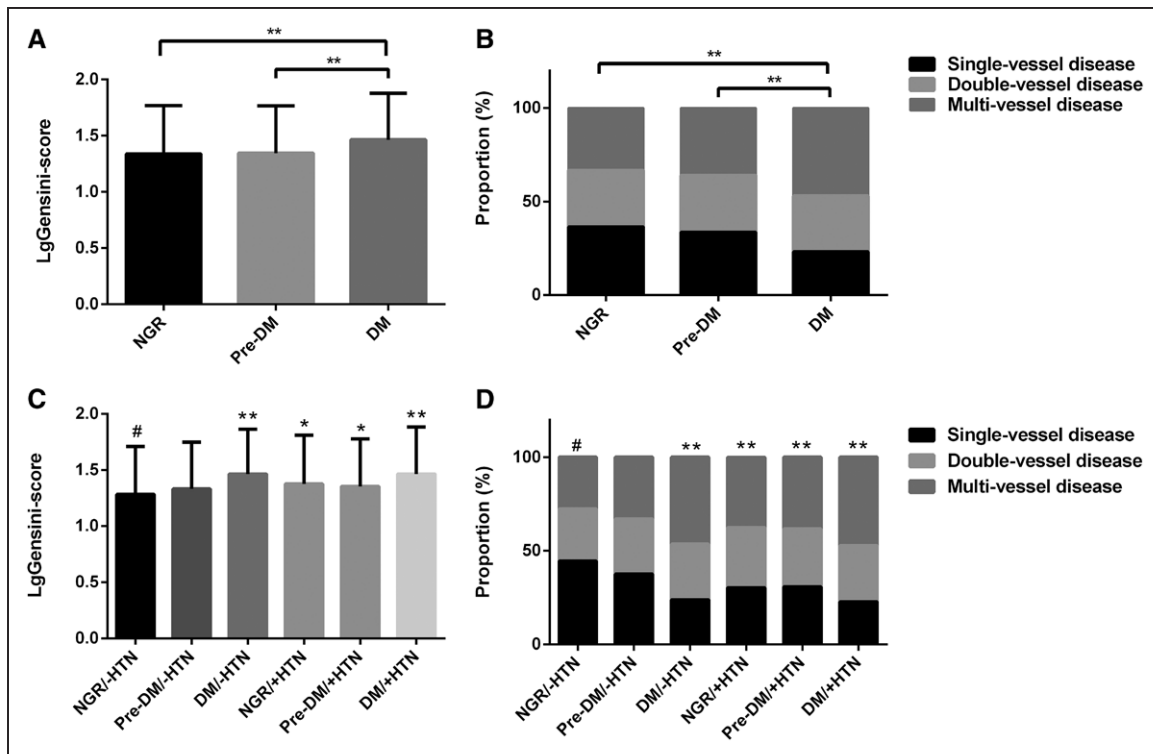 A
**
**
2.0
1.5
1.0
0.5
0.0
LgGensini-score
NGR
Pre-DM
DM
B
**
**
100
50
0
Proportion (%)
NGR
Pre-DM
DM
Single-vessel disease
Double-vessel disease
Multi-vessel disease
C
2.0
1.5
1.0
0.5
0.0
LgGensini-score
# ** * * **
NGR/-HTN
Pre-DM/-HTN
DM/-HTN
NGR/+HTN
Pre-DM/+HTN
DM/+HTN
D
100
50
0
Proportion (%)
# ** ** ** **
NGR/-HTN
Pre-DM/-HTN
DM/-HTN
NGR/+HTN
Pre-DM/+HTN
DM/+HTN
Single-vessel disease
Double-vessel disease
Multi-vessel disease